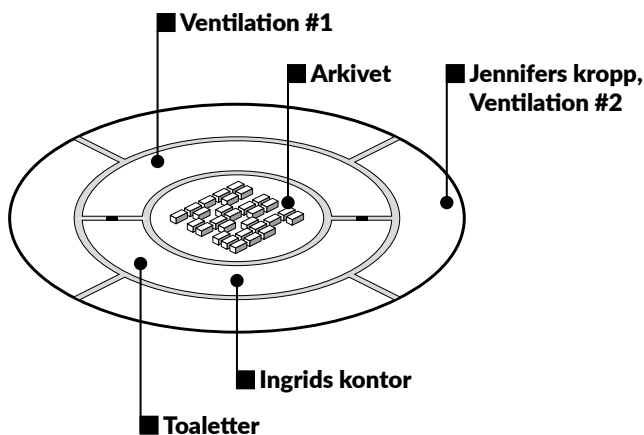 Ventilation #1
Arkivet
Jennifers kropp,
Ventilation #2
Ingrids kontor
Toaletter